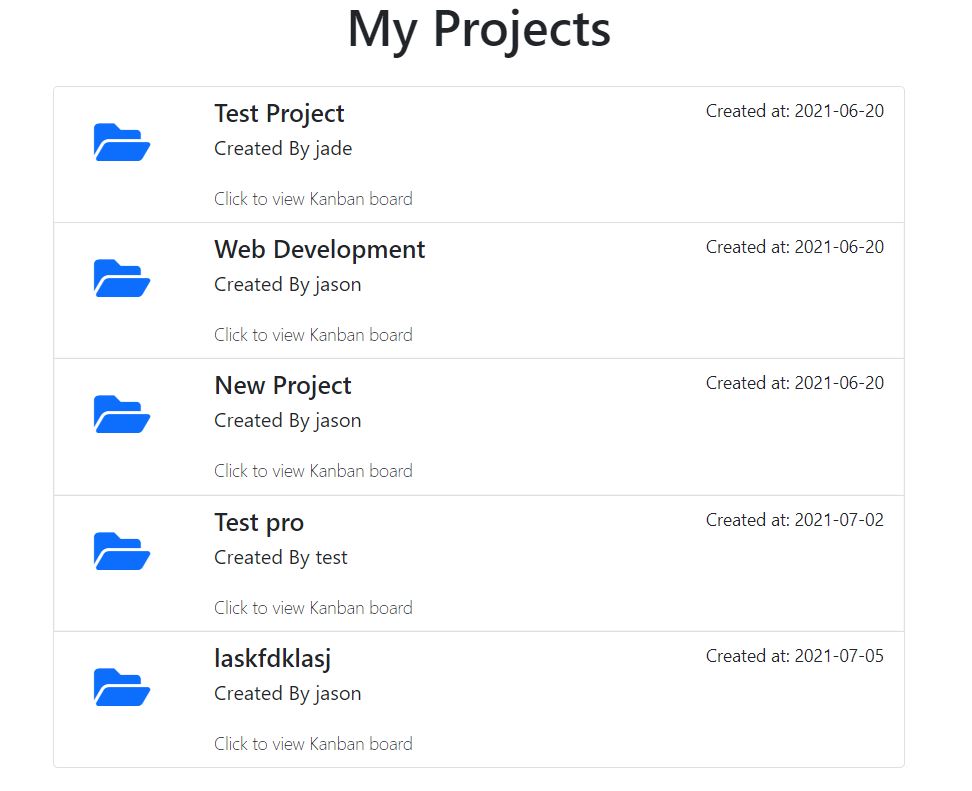 My Projects
Test Project
Created at: 2021-06-20
Created By jade
Click to view Kanban board
Web Development
Created at: 2021-06-20
Created By jason
Click to view Kanban board
New Project
Created at: 2021-06-20
Created By jason
Click to view Kanban board
Test pro
Created at: 2021-07-02
Created By test
Click to view Kanban board
laskfdklasj
Created at: 2021-07-05
Created By jason
Click to view Kanban board